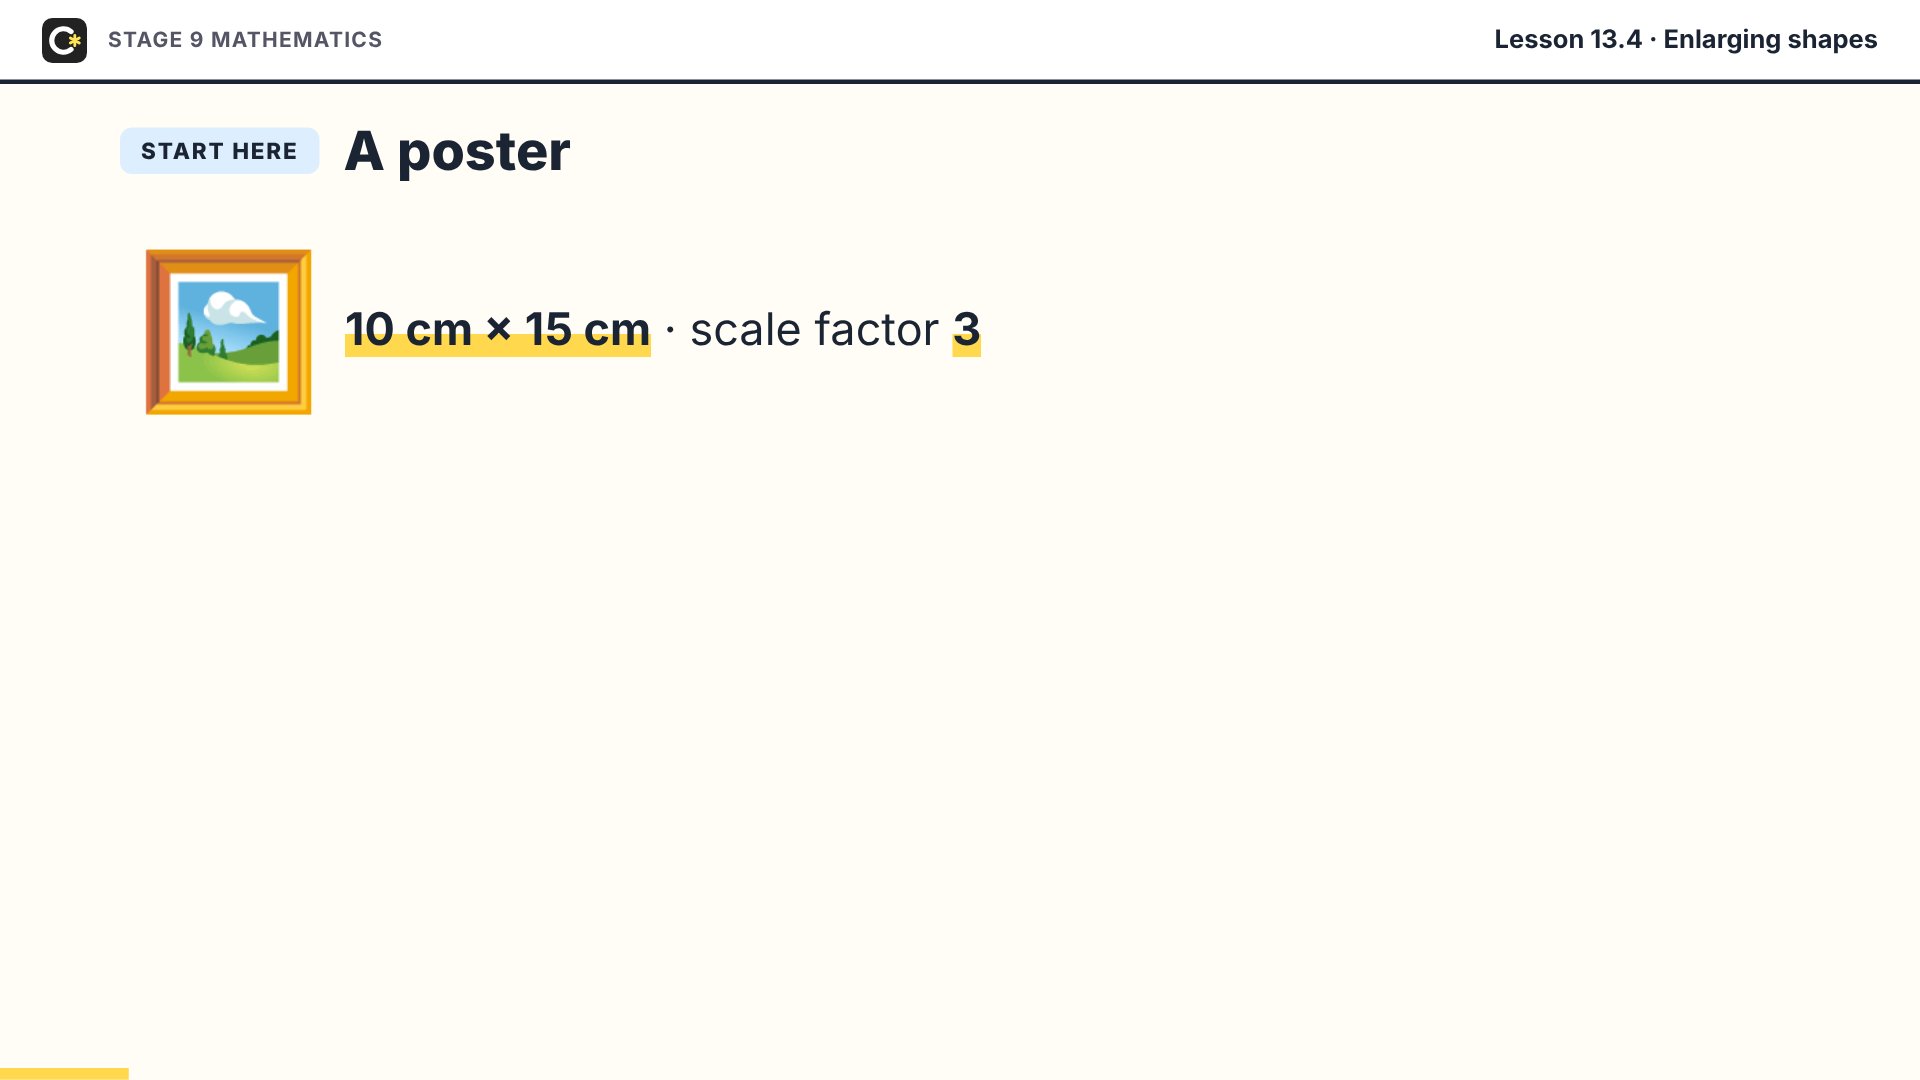 STAGE 9 MATHEMATICS
Lesson 13.4 · Enlarging shapes
START HERE
A poster
10 cm × 15 cm · scale factor 3